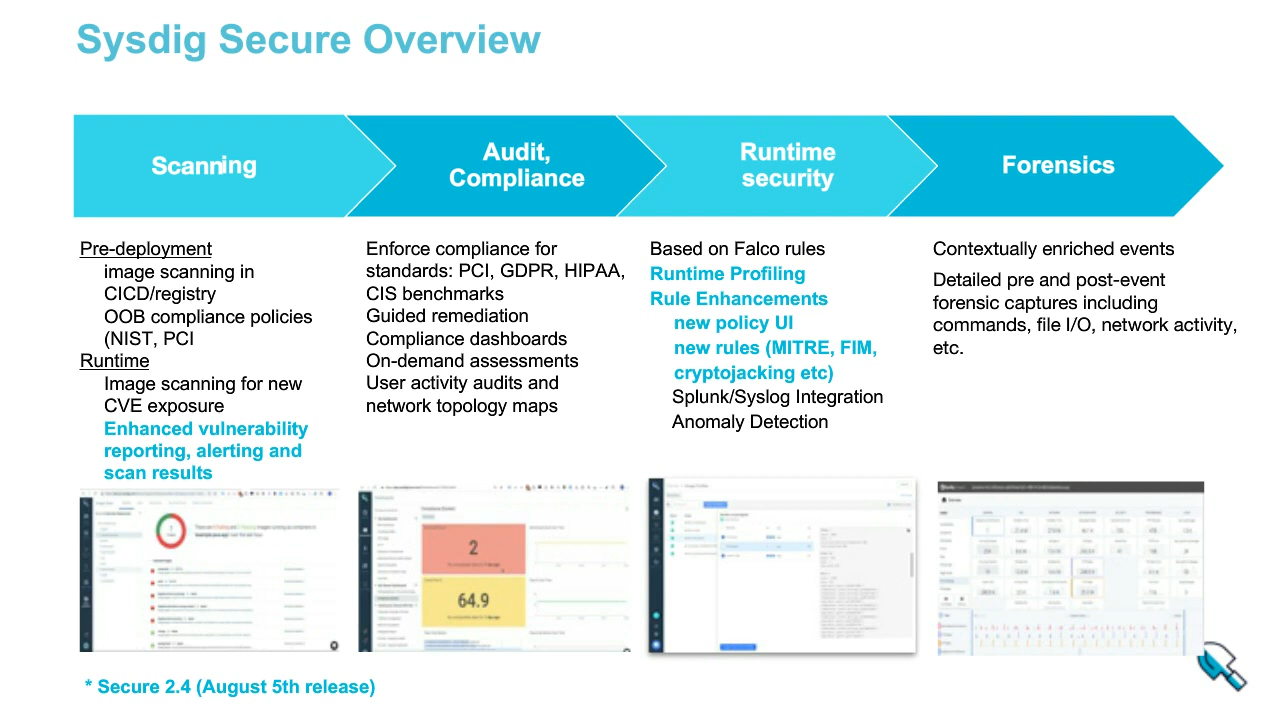 Sysdig Secure Overview
Scanning
Audit,
Compliance
Runtime
security
Forensics
Pre-deployment
image scanning in
CICD/registry
OOB compliance policies
(NIST, PCI
Runtime
Image scanning for new
CVE exposure
Enhanced vulnerability
reporting, alerting and
scan results
Enforce compliance for
standards: PCI, GDPR, HIPAA,
CIS benchmarks
Guided remediation
Compliance dashboards
On-demand assessments
User activity audits and
network topology maps
Based on Falco rules
Runtime Profiling
Rule Enhancements
new policy UI
new rules (MITRE, FIM,
cryptojacking etc)
Splunk/Syslog Integration
Anomaly Detection
Contextually enriched events
Detailed pre and post-event
forensic captures including
commands, file I/O, network activity,
etc.
2
64.9
* Secure 2.4 (August 5th release)